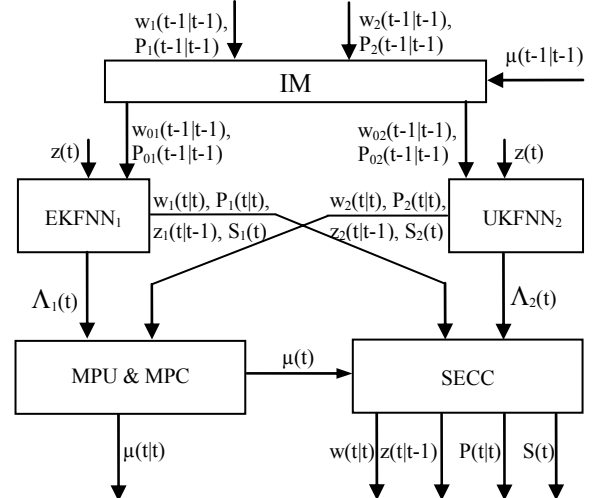 w₁(t-1|t-1),
P₁(t-1|t-1)
w₂(t-1|t-1),
P₂(t-1|t-1)
μ(t-1|t-1)
IM
w₀₁(t-1|t-1),
P₀₁(t-1|t-1)
w₀₂(t-1|t-1),
P₀₂(t-1|t-1)
z(t)
z(t)
EKFNN₁
w₁(t|t), P₁(t|t),
z₁(t|t-1), S₁(t)
w₂(t|t), P₂(t|t),
z₂(t|t-1), S₂(t)
UKFNN₂
Λ₁(t)
Λ₂(t)
MPU & MPC
μ(t)
SECC
μ(t|t)
w(t|t)
z(t|t-1)
P(t|t)
S(t)